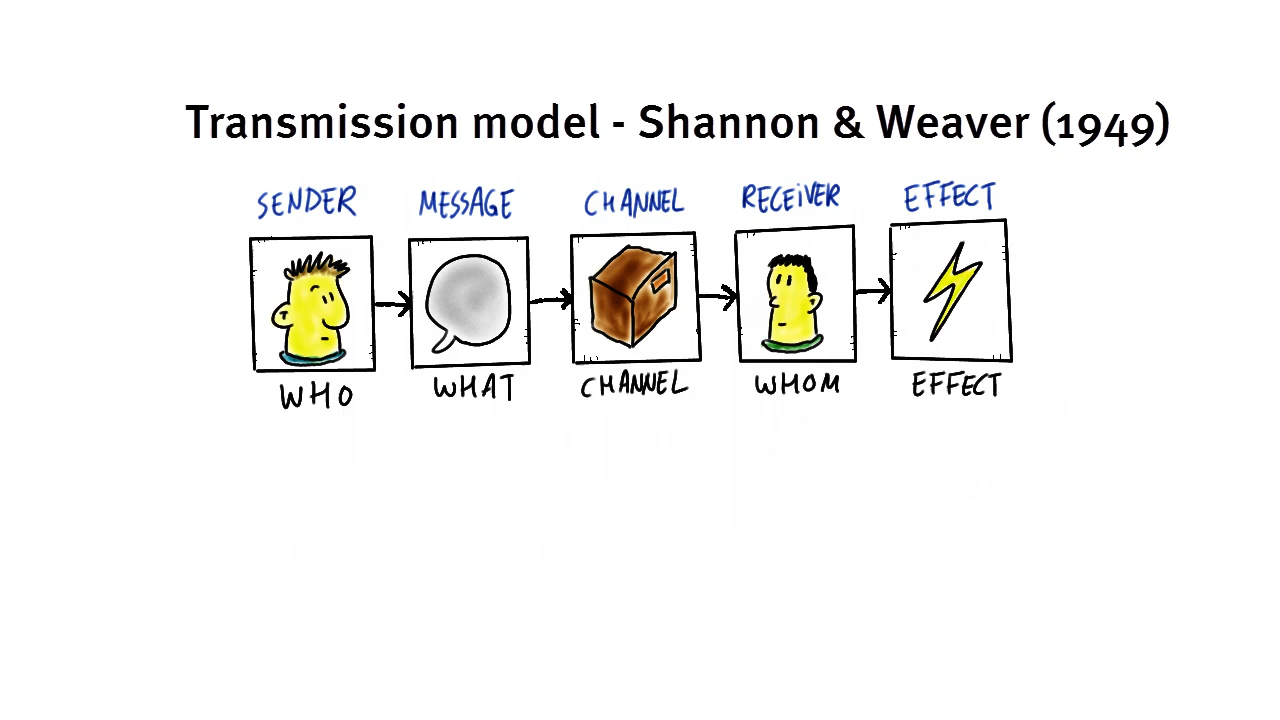 Transmission model - Shannon & Weaver (1949)
SENDER MESSAGE CHANNEL RECEiVER EFFECT
WHO WHAT CHANNEL WHOM EFFECT